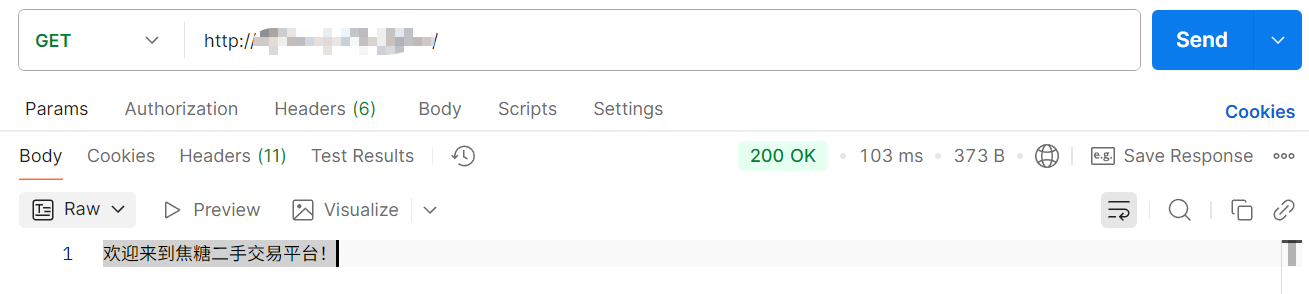 GET http:// / Send
Params Authorization Headers (6) Body Scripts Settings Cookies
Body Cookies Headers (11) Test Results 200 OK 103 ms 373 B e.g. Save Response
Raw Preview Visualize
1 欢迎来到焦糖二手交易平台！